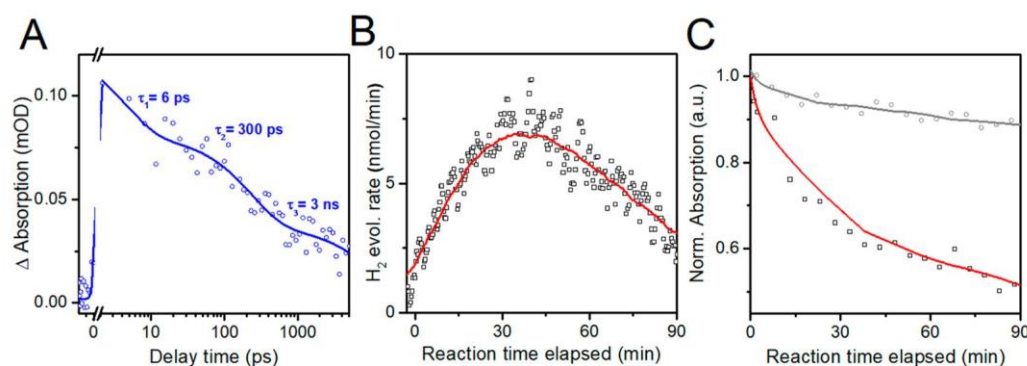 A
Δ Absorption (mOD)
0.10
0.05
0.00
τ1= 6 ps
τ2= 300 ps
τ3= 3 ns
0
10
100
1000
Delay time (ps)
B
H2 evol. rate (nmol/min)
10
5
0
0
30
60
90
Reaction time elapsed (min)
C
Norm. Absorption (a.u.)
1.0
0.8
0.6
0
30
60
90
Reaction time elapsed (min)